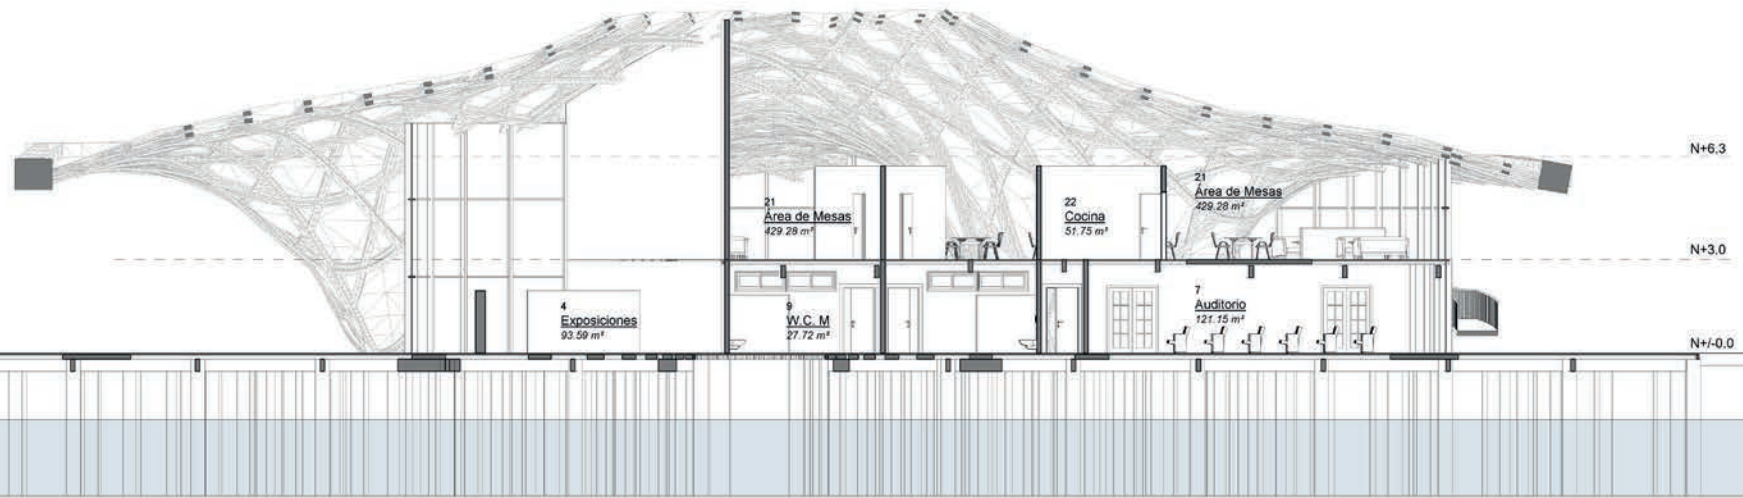 N+6.3
21
Área de Mesas
429.28 m²
22
Cocina
51.75 m²
21
Área de Mesas
429.28 m²
N+3.0
4
Exposiciones
93.59 m²
9
W.C. M
27.72 m²
7
Auditorio
121.15 m²
N+/-0.0